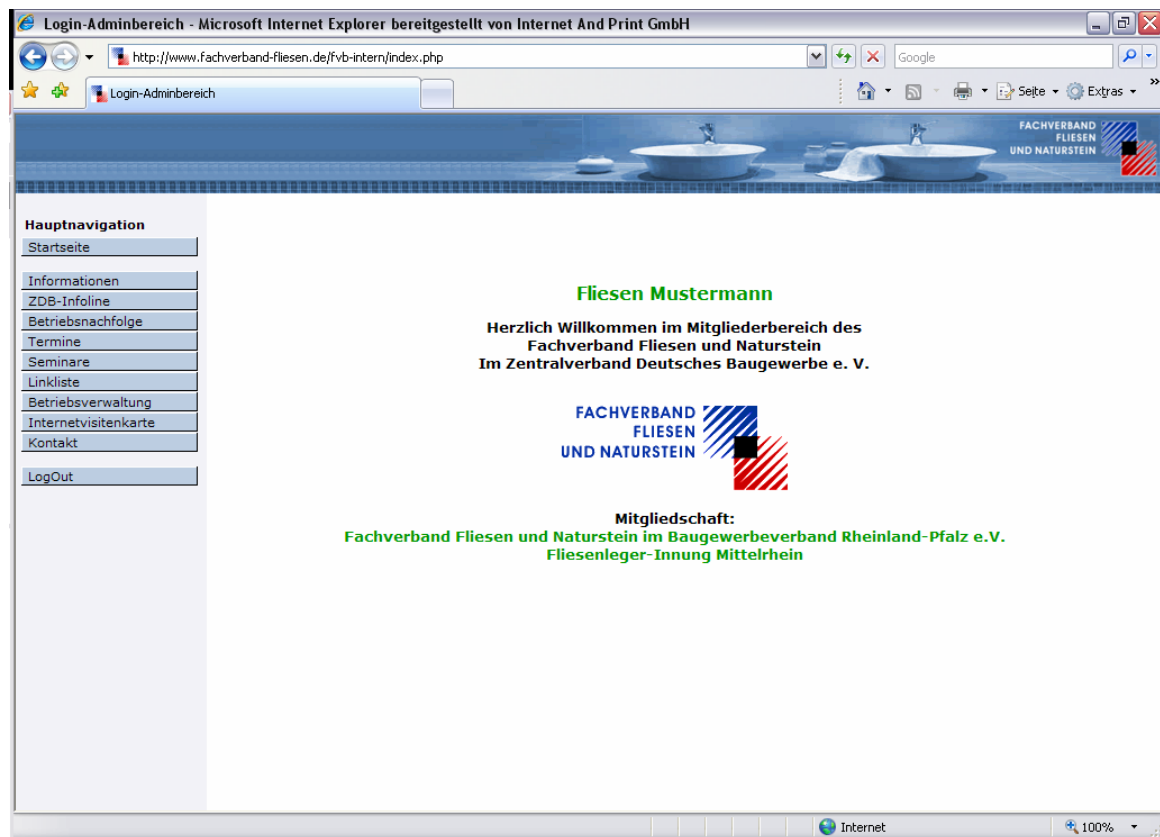 Login-Adminbereich - Microsoft Internet Explorer bereitgestellt von Internet And Print GmbH
http://www.fachverband-fliesen.de/fvb-intern/index.php
Google
Login-Adminbereich
Seite
Extras
»
FACHVERBAND
FLIESEN
UND NATURSTEIN
Hauptnavigation
Startseite
Informationen
ZDB-Infoline
Betriebsnachfolge
Termine
Seminare
Linkliste
Betriebsverwaltung
Internetvisitenkarte
Kontakt
LogOut
Fliesen Mustermann
Herzlich Willkommen im Mitgliederbereich des
Fachverband Fliesen und Naturstein
Im Zentralverband Deutsches Baugewerbe e. V.
FACHVERBAND
FLIESEN
UND NATURSTEIN
Mitgliedschaft:
Fachverband Fliesen und Naturstein im Baugewerbeverband Rheinland-Pfalz e.V.
Fliesenleger-Innung Mittelrhein
Internet
100%